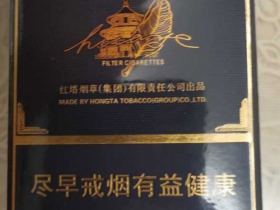 hongta
FILTER CIGARETTES
红塔烟草(集团)有限责任公司出品
MADE BY HONGTA TOBACCO(GROUP)CO.,LTD.
尽早戒烟有益健康